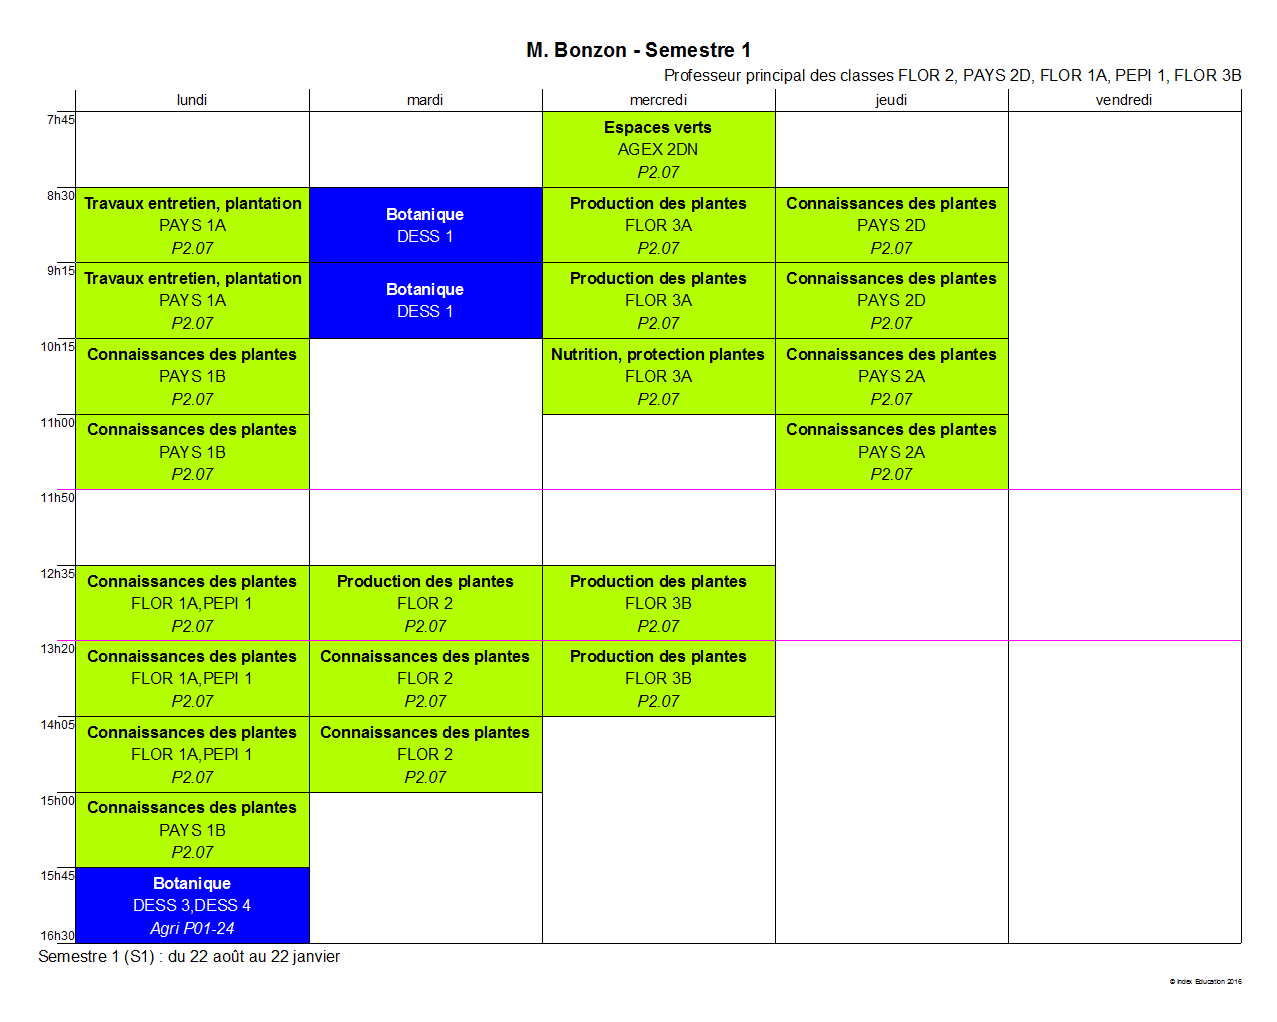 M. Bonzon - Semestre 1
Professeur principal des classes FLOR 2, PAYS 2D, FLOR 1A, PEPI 1, FLOR 3B
lundi mardi mercredi jeudi vendredi
7h45
Espaces verts
AGEX 2DN
P2.07
8h30
Travaux entretien, plantation
PAYS 1A
P2.07
Botanique
DESS 1
Production des plantes
FLOR 3A
P2.07
Connaissances des plantes
PAYS 2D
P2.07
9h15
Travaux entretien, plantation
PAYS 1A
P2.07
Botanique
DESS 1
Production des plantes
FLOR 3A
P2.07
Connaissances des plantes
PAYS 2D
P2.07
10h15
Connaissances des plantes
PAYS 1B
P2.07
Nutrition, protection plantes
FLOR 3A
P2.07
Connaissances des plantes
PAYS 2A
P2.07
11h00
Connaissances des plantes
PAYS 1B
P2.07
Connaissances des plantes
PAYS 2A
P2.07
11h50
12h35
Connaissances des plantes
FLOR 1A,PEPI 1
P2.07
Production des plantes
FLOR 2
P2.07
Production des plantes
FLOR 3B
P2.07
13h20
Connaissances des plantes
FLOR 1A,PEPI 1
P2.07
Connaissances des plantes
FLOR 2
P2.07
Production des plantes
FLOR 3B
P2.07
14h05
Connaissances des plantes
FLOR 1A,PEPI 1
P2.07
Connaissances des plantes
FLOR 2
P2.07
15h00
Connaissances des plantes
PAYS 1B
P2.07
15h45
Botanique
DESS 3,DESS 4
Agri P01-24
16h30
Semestre 1 (S1) : du 22 août au 22 janvier
© Index Education 2016